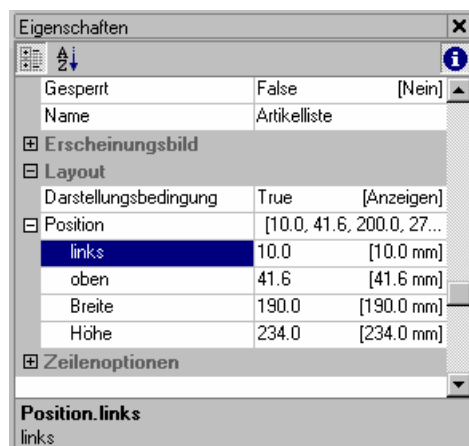 Eigenschaften
Gesperrt False [Nein]
Name Artikelliste
Erscheinungsbild
Layout
Darstellungsbedingung True [Anzeigen]
Position [10.0, 41.6, 200.0, 27...
links 10.0 [10.0 mm]
oben 41.6 [41.6 mm]
Breite 190.0 [190.0 mm]
Höhe 234.0 [234.0 mm]
Zeilenoptionen
Position.links
links